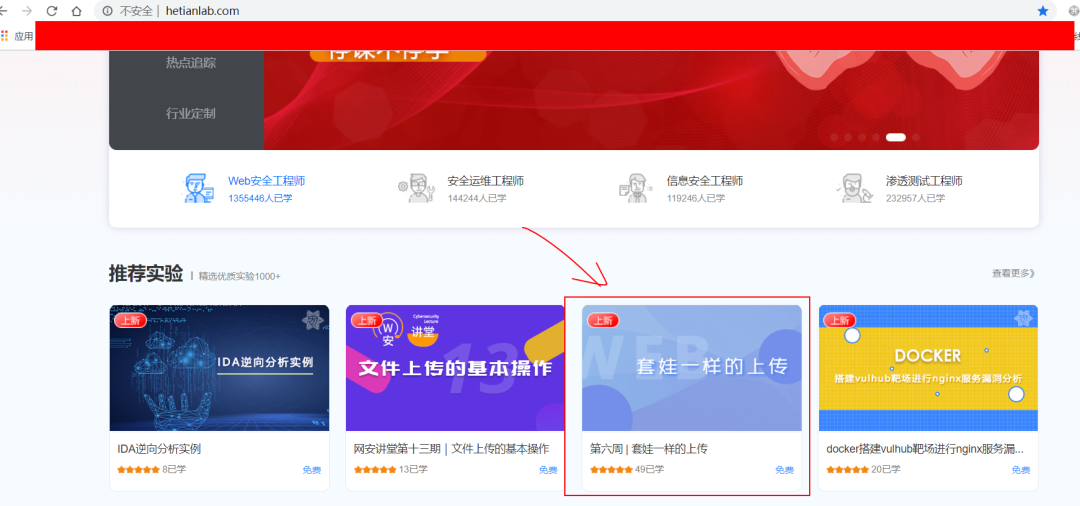 不安全 | hetianlab.com
应用
热点追踪
行业定制
Web安全工程师
1355446人已学
安全运维工程师
144244人已学
信息安全工程师
119246人已学
渗透测试工程师
232957人已学
推荐实验 | 精选优质实验1000+
查看更多》
上新
IDA逆向分析实例
IDA逆向分析实例
8已学
免费
上新
W
安
Cybersecurity
Lecture
讲堂
13
文件上传的基本操作
网安讲堂第十三期｜文件上传的基本操作
13已学
免费
上新
WEB
套娃一样的上传
第六周 | 套娃一样的上传
49已学
免费
上新
DOCKER
搭建vulhub靶场进行nginx服务漏洞分析
docker搭建vulhub靶场进行nginx服务漏...
20已学
免费